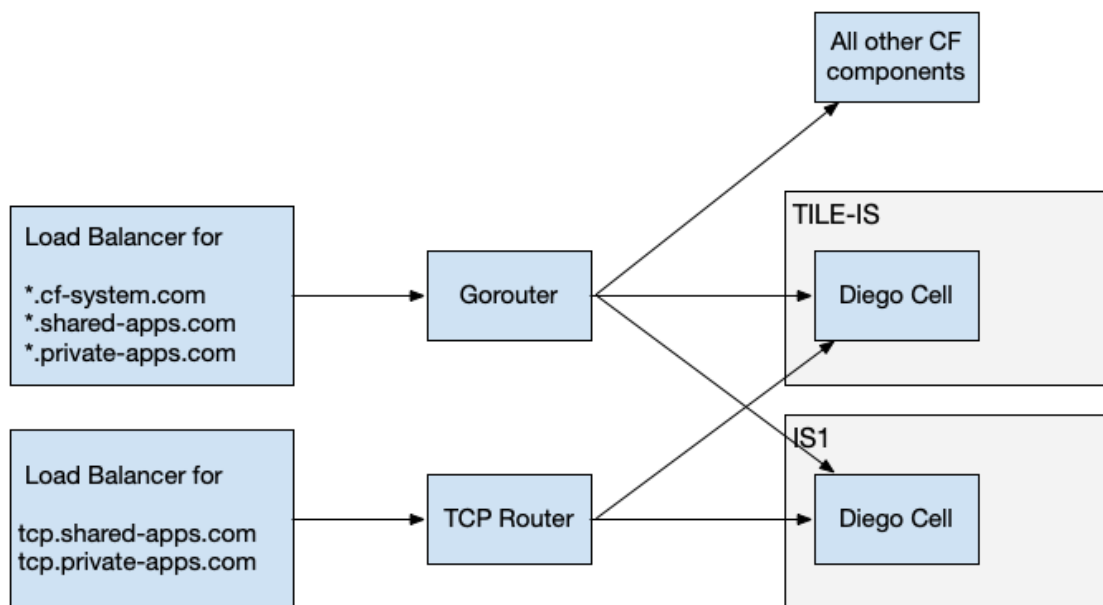 All other CF
components
TILE-IS
Load Balancer for
*.cf-system.com
*.shared-apps.com
*.private-apps.com
Gorouter
Diego Cell
IS1
Load Balancer for
tcp.shared-apps.com
tcp.private-apps.com
TCP Router
Diego Cell